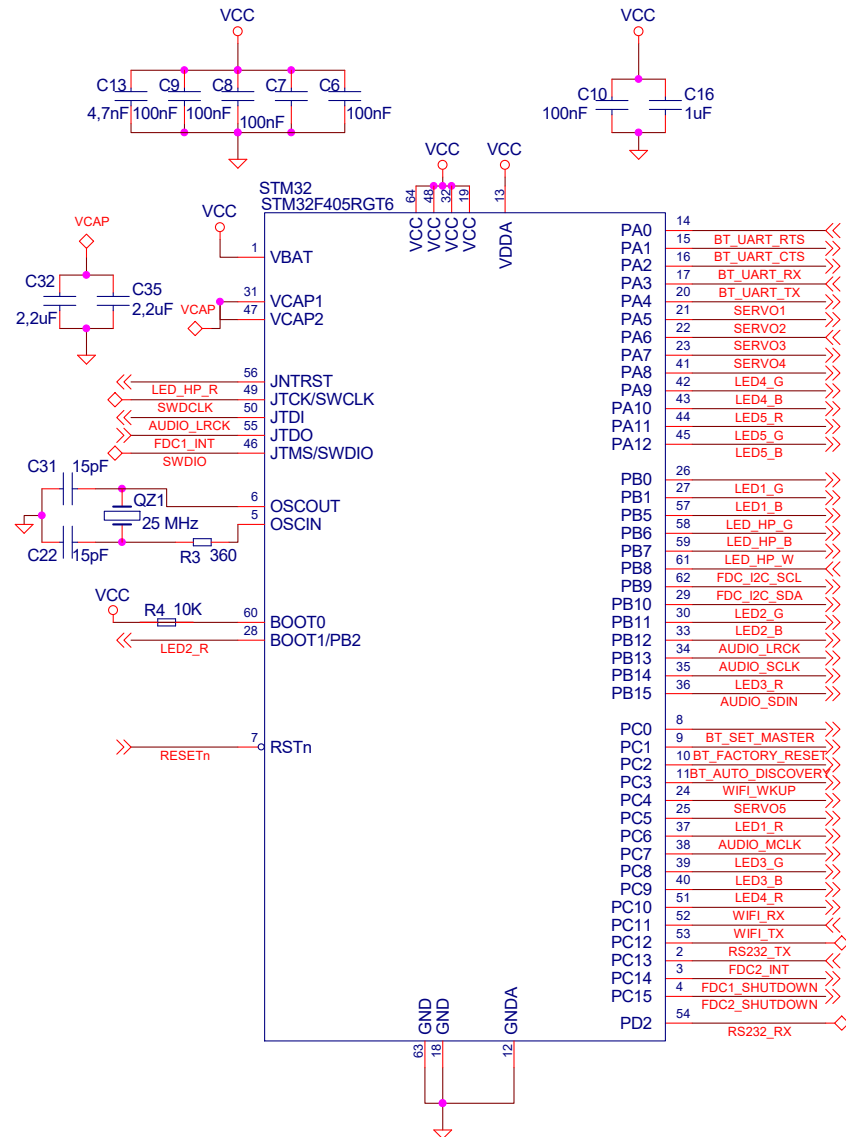 VCC
VCC
C13
C9
C8
C7
C6
4,7nF
100nF
100nF
100nF
100nF
C10
100nF
C16
1uF
VCC
VCC
STM32
STM32F405RGT6
VCC
64
48
32
19
13
VCC
VCC
VCC
VCC
VDDA
VCAP
C32
2,2uF
C35
2,2uF
VCAP
1
VBAT
31
VCAP1
47
VCAP2
56
JNTRST
LED_HP_R
49
JTCK/SWCLK
SWDCLK
50
JTDI
AUDIO_LRCK
55
JTDO
FDC1_INT
46
JTMS/SWDIO
SWDIO
C31
15pF
QZ1
25 MHz
C22
15pF
R3
360
6
OSCOUT
5
OSCIN
VCC
R4
10K
60
BOOT0
28
BOOT1/PB2
LED2_R
7
RSTn
RESETn
PA0
14
BT_UART_RTS
PA1
15
BT_UART_CTS
PA2
16
BT_UART_RX
PA3
17
BT_UART_TX
PA4
20
SERVO1
PA5
21
SERVO2
PA6
22
SERVO3
PA7
23
SERVO4
PA8
41
LED4_G
PA9
42
LED4_B
PA10
43
LED5_R
PA11
44
LED5_G
PA12
45
LED5_B
PB0
26
LED1_G
PB1
27
LED1_B
PB5
57
LED_HP_G
PB6
58
LED_HP_B
PB7
59
LED_HP_W
PB8
61
FDC_I2C_SCL
PB9
62
FDC_I2C_SDA
PB10
29
LED2_G
PB11
30
LED2_B
PB12
33
AUDIO_LRCK
PB13
34
AUDIO_SCLK
PB14
35
LED3_R
PB15
36
AUDIO_SDIN
PC0
8
BT_SET_MASTER
PC1
9
BT_FACTORY_RESET
PC2
10
BT_AUTO_DISCOVERY
PC3
11
WIFI_WKUP
PC4
24
SERVO5
PC5
25
LED1_R
PC6
37
AUDIO_MCLK
PC7
38
LED3_G
PC8
39
LED3_B
PC9
40
LED4_R
PC10
51
WIFI_RX
PC11
52
WIFI_TX
PC12
53
RS232_TX
PC13
2
FDC2_INT
PC14
3
FDC1_SHUTDOWN
PC15
4
FDC2_SHUTDOWN
PD2
54
RS232_RX
GND
GND
GNDA
63
18
12